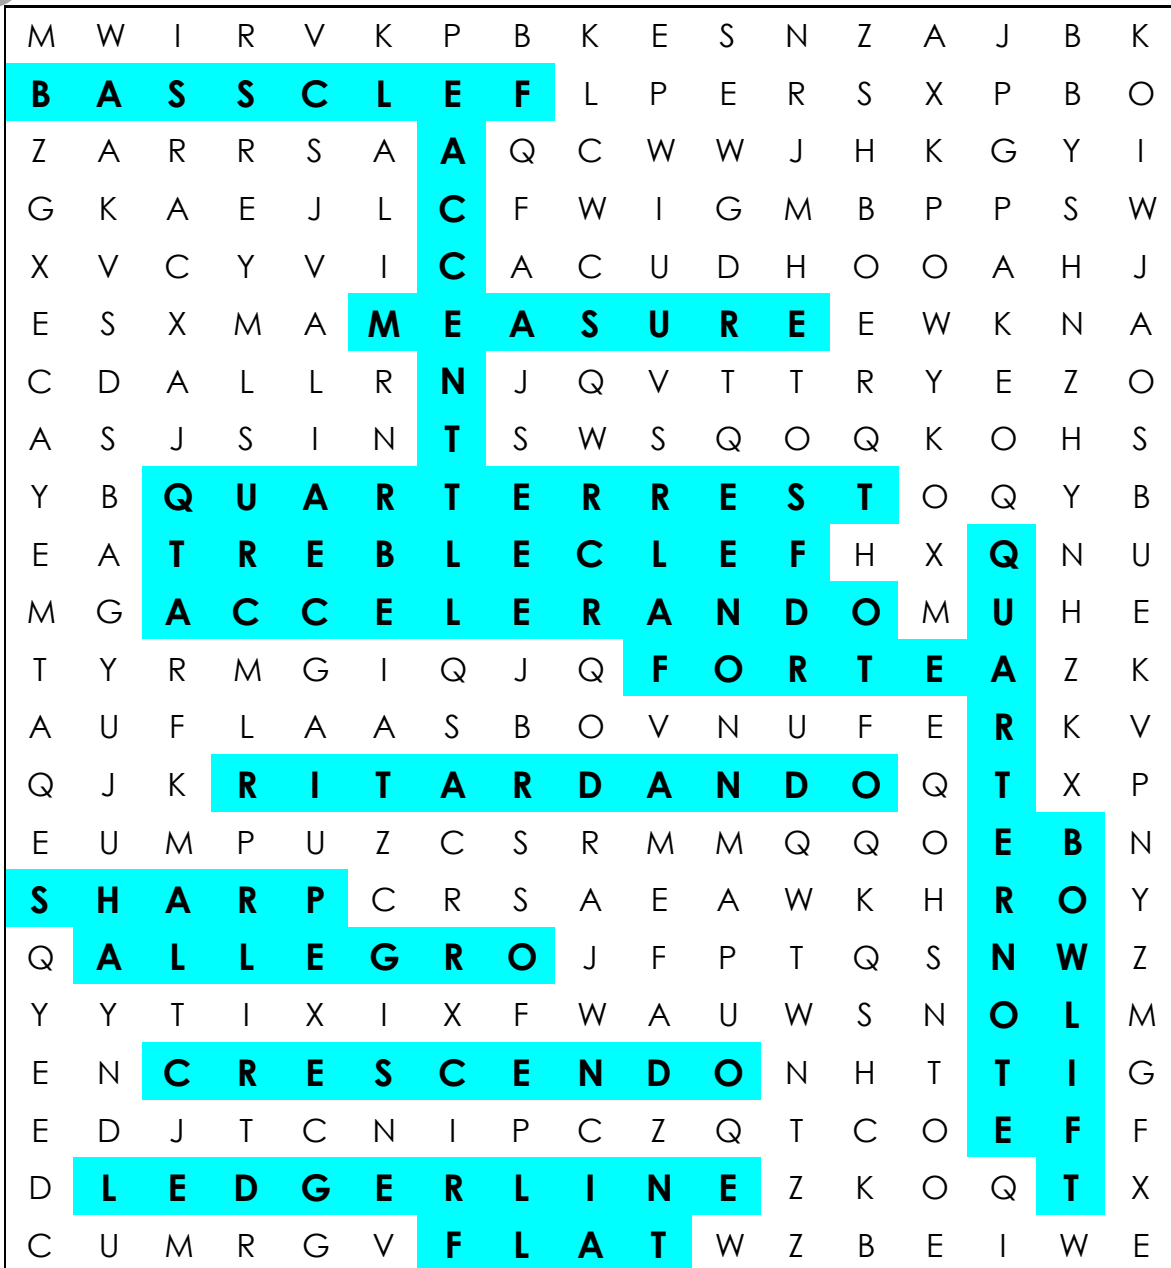 M W I R V K P B K E S N Z A J B K
B A S S C L E F L P E R S X P B O
Z A R R S A A Q C W W J H K G Y I
G K A E J L C F W I G M B P P S W
X V C Y V I C A C U D H O O A H J
E S X M A M E A S U R E E W K N A
C D A L L R N J Q V T T R Y E Z O
A S J S I N T S W S Q O Q K O H S
Y B Q U A R T E R R E S T O Q Y B
E A T R E B L E C L E F H X Q N U
M G A C C E L E R A N D O M U H E
T Y R M G I Q J Q F O R T E A Z K
A U F L A A S B O V N U F E R K V
Q J K R I T A R D A N D O Q T X P
E U M P U Z C S R M M Q Q O E B N
S H A R P C R S A E A W K H R O Y
Q A L L E G R O J F P T Q S N W Z
Y Y T I X I X F W A U W S N O L M
E N C R E S C E N D O N H T T I G
E D J T C N I P C Z Q T C O E F F
D L E D G E R L I N E Z K O Q T X
C U M R G V F L A T W Z B E I W E